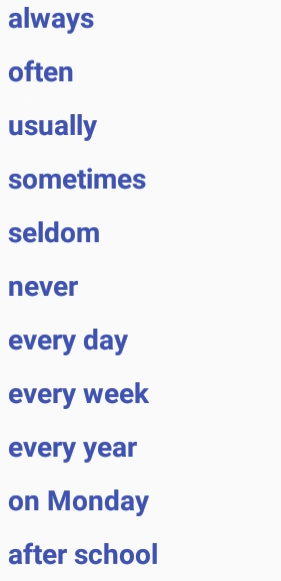 always
often
usually
sometimes
seldom
never
every day
every week
every year
on Monday
after school